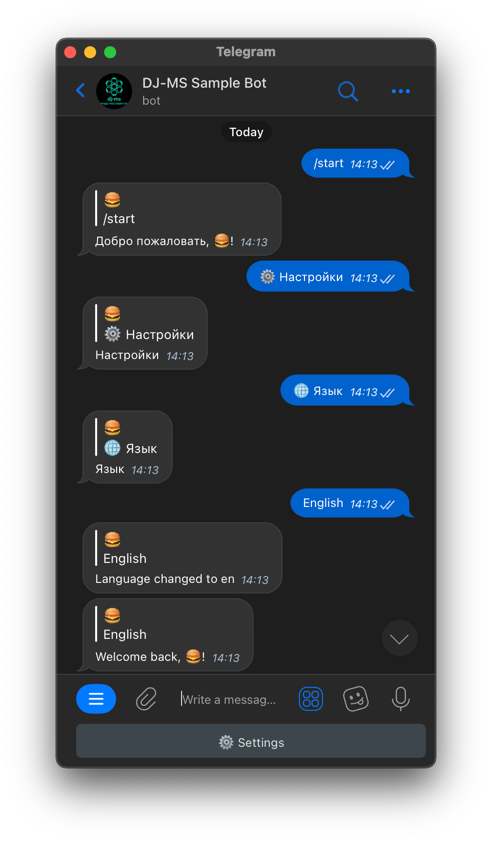 Telegram
DJ-MS Sample Bot
bot
dj-ms
Today
/start 14:13
🍔
/start
Добро пожаловать, 🍔! 14:13
⚙️ Настройки 14:13
🍔
⚙️ Настройки
Настройки 14:13
🌐 Язык 14:13
🍔
🌐 Язык
Язык 14:13
English 14:13
🍔
English
Language changed to en 14:13
🍔
English
Welcome back, 🍔! 14:13
Write a messag...
⚙️ Settings